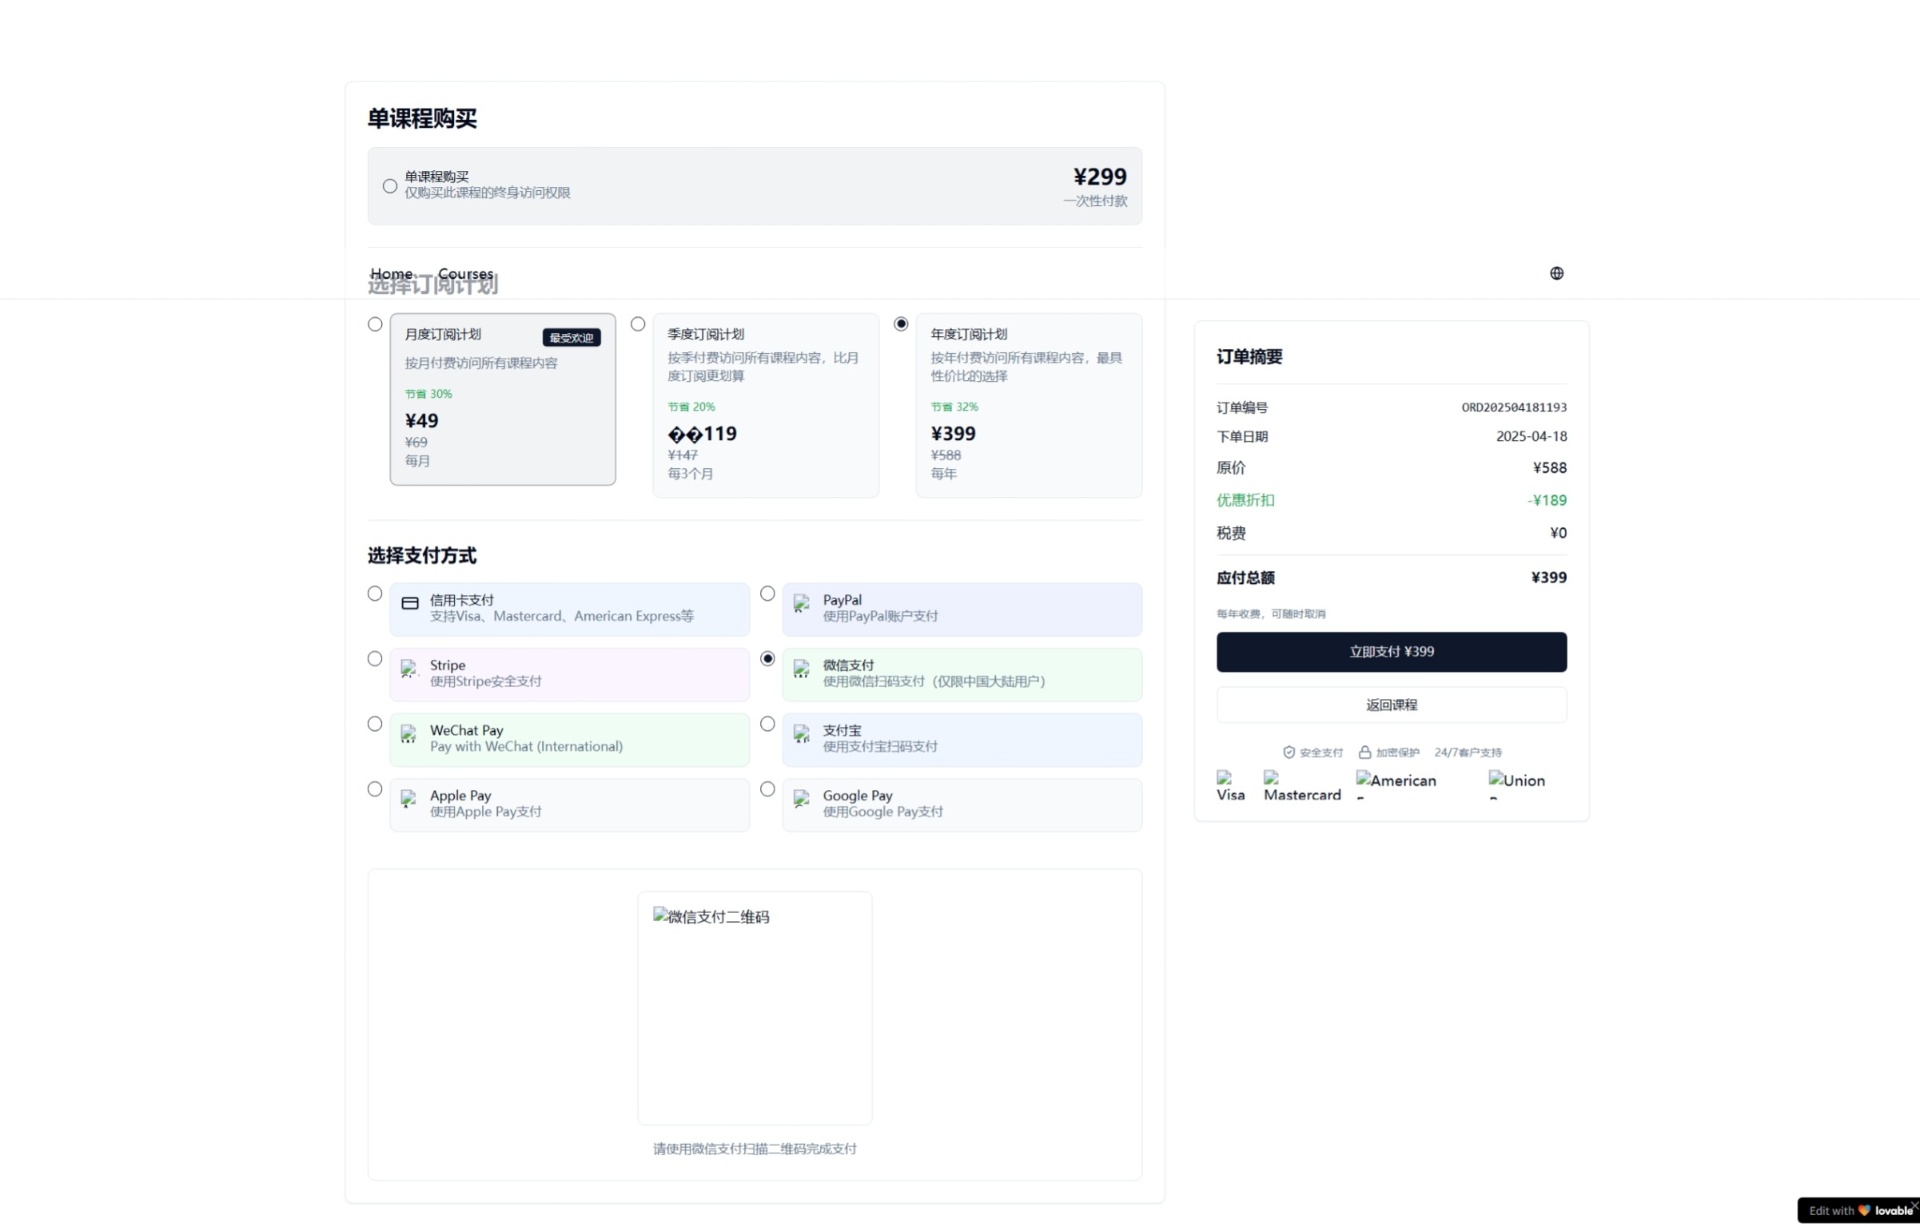 单课程购买
单课程购买
仅购买此课程的终身访问权限
¥299
一次性付款
Home
Courses
选择订阅计划
月度订阅计划
最受欢迎
按月付费访问所有课程内容
节省 30%
¥49
¥69
每月
季度订阅计划
按季付费访问所有课程内容，比月
度订阅更划算
节省 20%
��119
¥147
每3个月
年度订阅计划
按年付费访问所有课程内容，最具
性价比的选择
节省 32%
¥399
¥588
每年
选择支付方式
信用卡支付
支持Visa、Mastercard、American Express等
PayPal
使用PayPal账户支付
Stripe
使用Stripe安全支付
微信支付
使用微信扫码支付（仅限中国大陆用户）
WeChat Pay
Pay with WeChat (International)
支付宝
使用支付宝扫码支付
Apple Pay
使用Apple Pay支付
Google Pay
使用Google Pay支付
微信支付二维码
请使用微信支付扫描二维码完成支付
订单摘要
订单编号 ORD202504181193
下单日期 2025-04-18
原价 ¥588
优惠折扣 -¥189
税费 ¥0
应付总额 ¥399
每年收费，可随时取消
立即支付 ¥399
返回课程
安全支付 加密保护 24/7客户支持
Visa Mastercard American Union
Edit with lovable